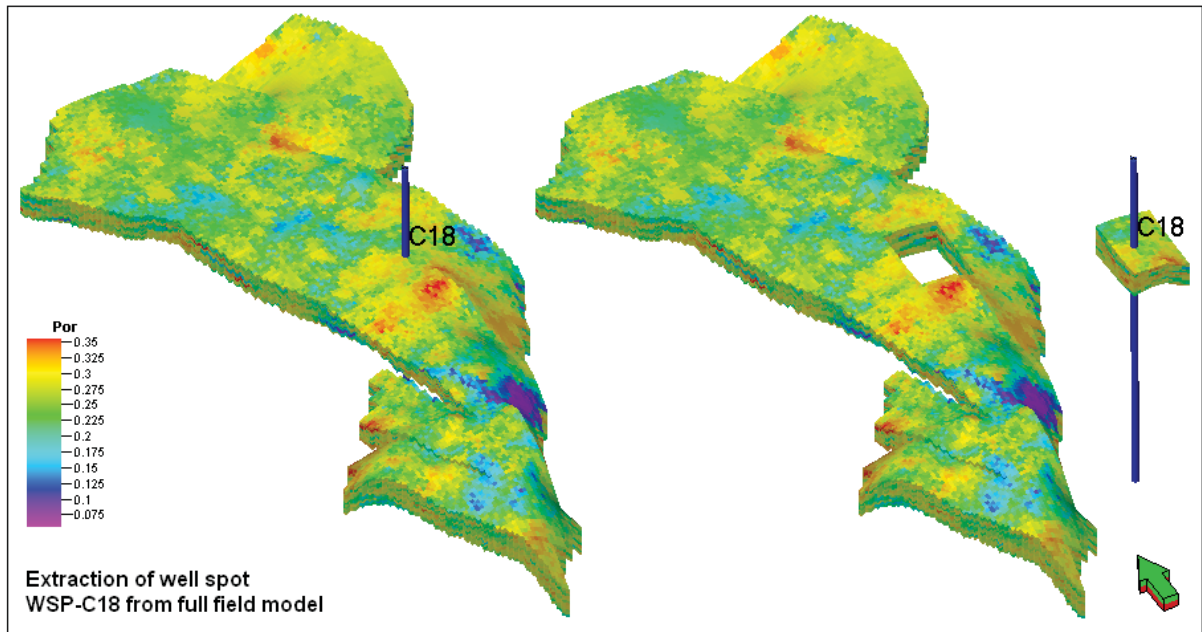 C18
C18
Por
0.35
0.325
0.3
0.275
0.25
0.225
0.2
0.175
0.15
0.125
0.1
0.075
Extraction of well spot
WSP-C18 from full field model